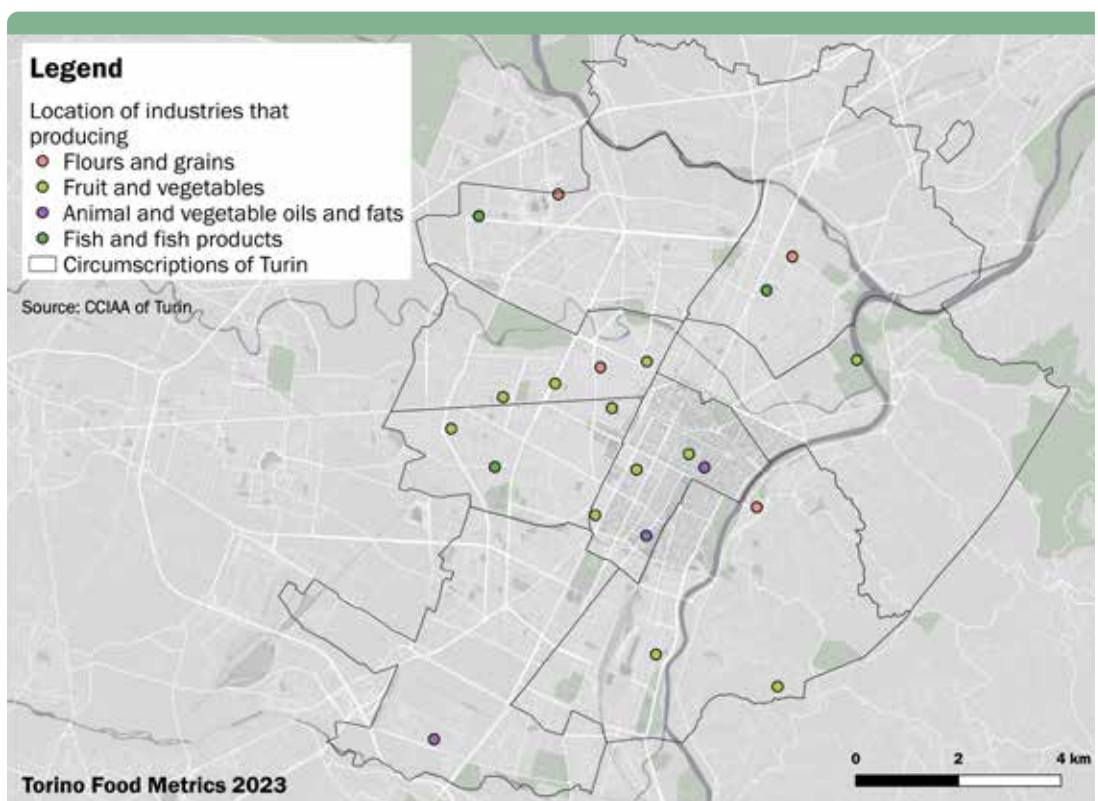 Legend
Location of industries that
producing
Flours and grains
Fruit and vegetables
Animal and vegetable oils and fats
Fish and fish products
Circumscriptions of Turin
Source: CCIAA of Turin
Torino Food Metrics 2023
0 2 4 km